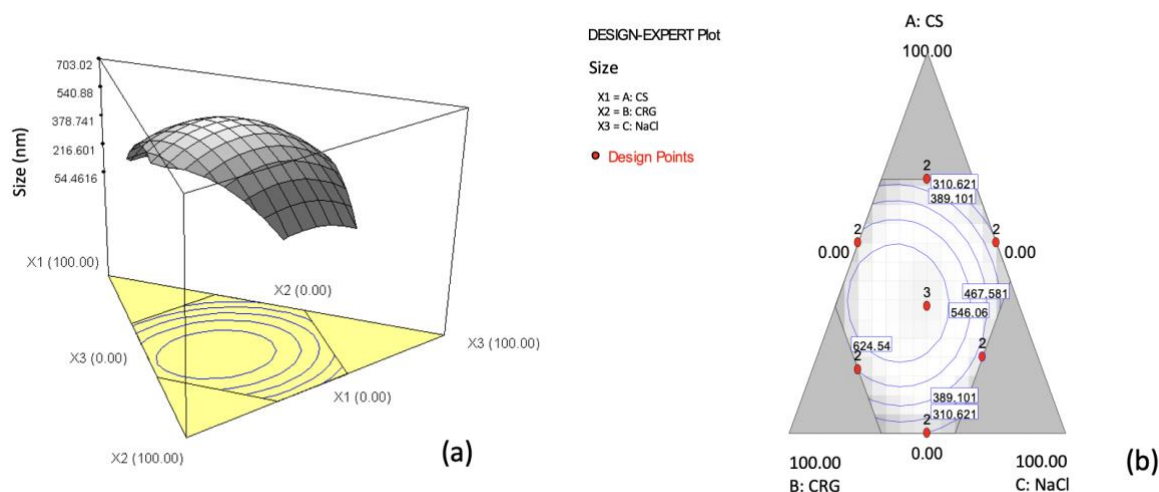 703.02
540.88
378.741
216.601
54.4616
Size (nm)
X1 (100.00)
X2 (0.00)
X3 (0.00)
X3 (100.00)
X1 (0.00)
X2 (100.00)
(a)
DESIGN-EXPERT Plot
Size
X1 = A: CS
X2 = B: CRG
X3 = C: NaCl
Design Points
A: CS
100.00
2
310.621
389.101
2
2
0.00
0.00
467.581
3
546.06
624.54
2
2
389.101
310.621
2
0.00
100.00
100.00
B: CRG
C: NaCl
(b)